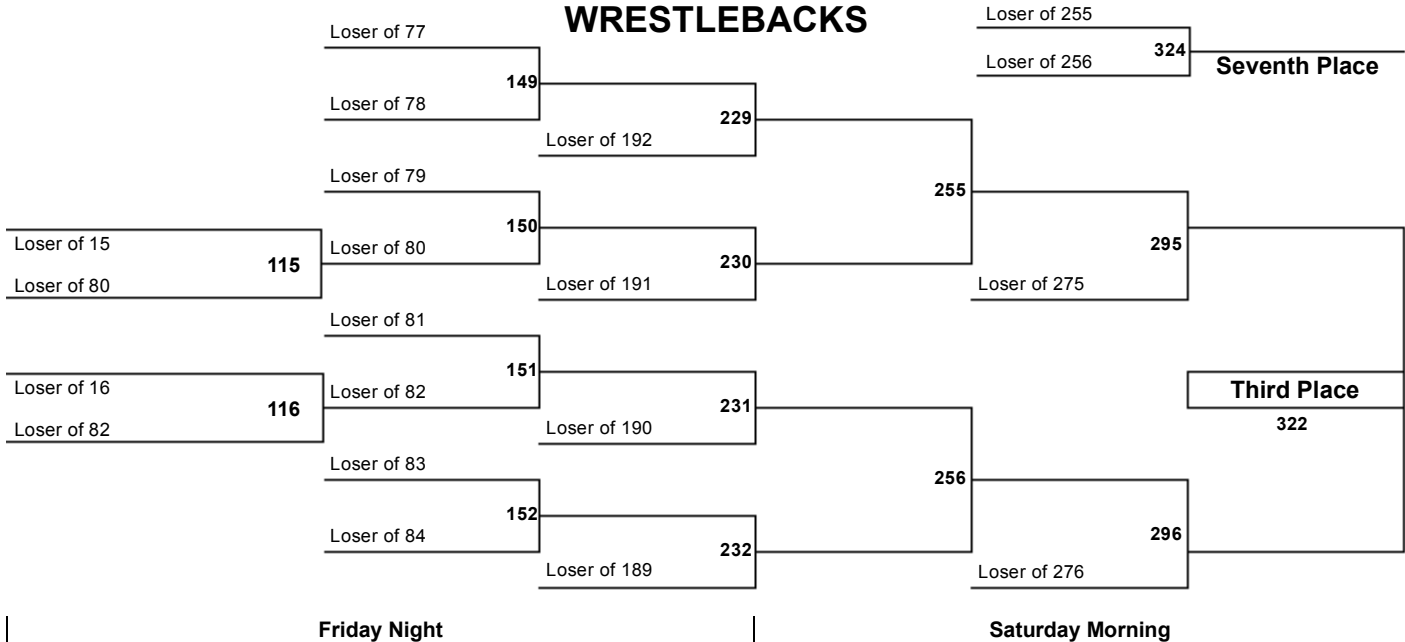 WRESTLEBACKS
Loser of 255
324
Loser of 256
Seventh Place
Loser of 77
149
Loser of 78
229
Loser of 192
Loser of 79
255
150
Loser of 15
Loser of 80
295
115
230
Loser of 80
Loser of 191
Loser of 275
Loser of 81
151
Loser of 16
Loser of 82
Third Place
116
231
322
Loser of 82
Loser of 190
Loser of 83
256
152
Loser of 84
296
232
Loser of 189
Loser of 276
Friday Night
Saturday Morning